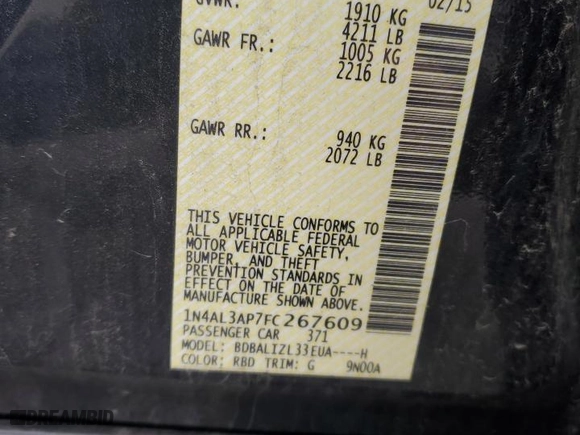 GVWR:
02/15
1910 KG
4211 LB
GAWR FR.:
1005 KG
2216 LB
GAWR RR.:
940 KG
2072 LB
THIS VEHICLE CONFORMS TO
ALL APPLICABLE FEDERAL
MOTOR VEHICLE SAFETY,
BUMPER, AND THEFT
PREVENTION STANDARDS IN
EFFECT ON THE DATE OF
MANUFACTURE SHOWN ABOVE.
1N4AL3AP7FC267609
PASSENGER CAR 371
MODEL: BDBALIZL33EUA----H
COLOR: RBD TRIM: G 9N00A
DREAMBID